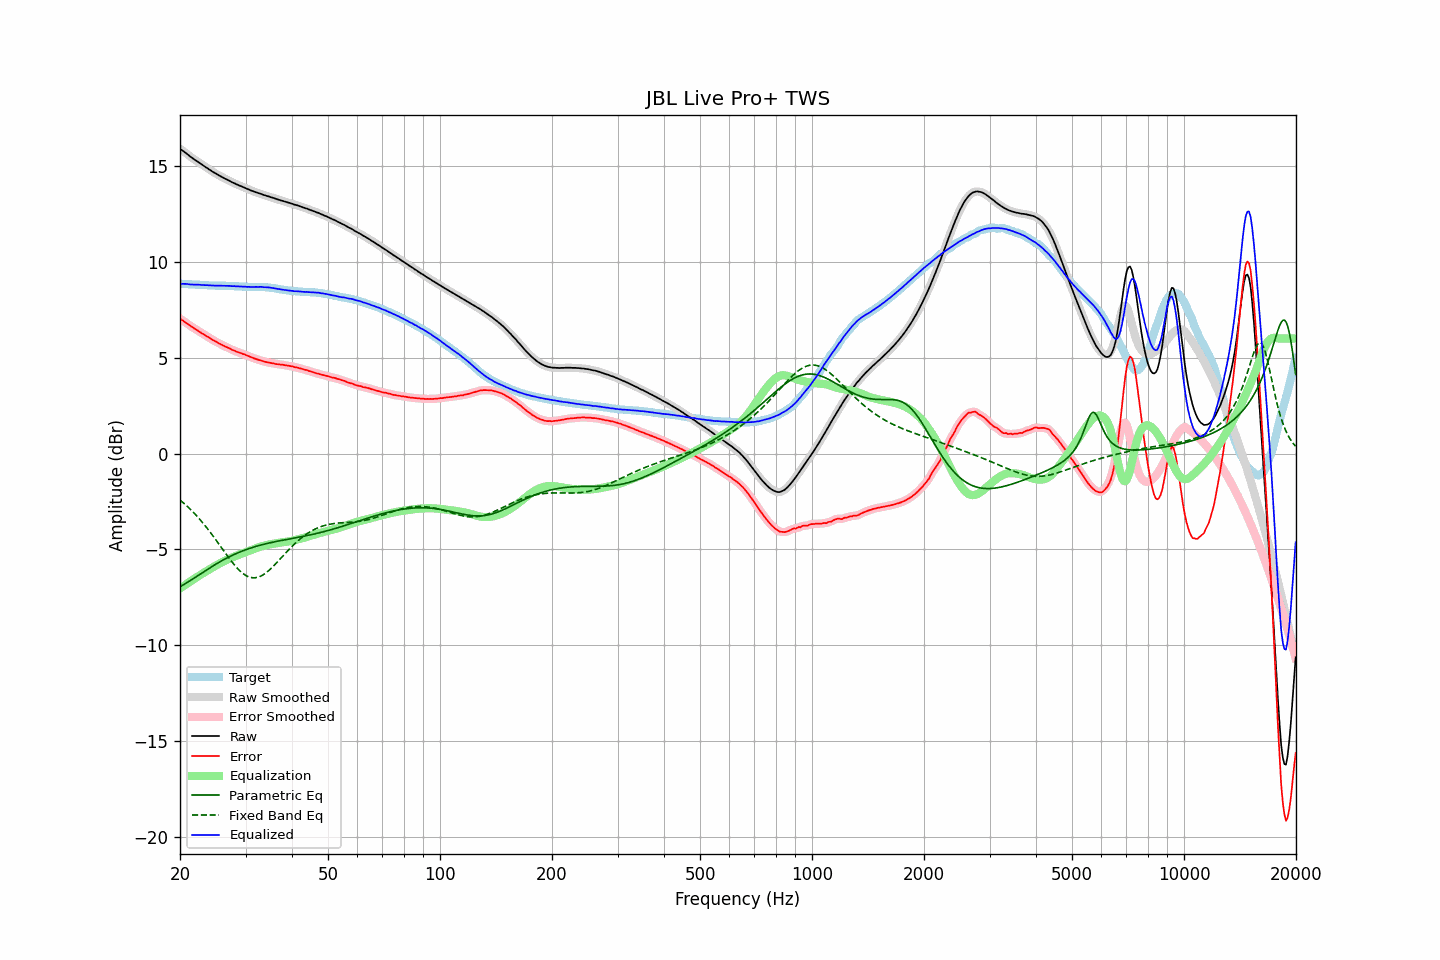 JBL Live Pro+ TWS
Amplitude (dBr)
15
10
5
0
−5
−10
−15
−20
Target
Raw Smoothed
Error Smoothed
Raw
Error
Equalization
Parametric Eq
Fixed Band Eq
Equalized
20 50 100 200 500 1000 2000 5000 10000 20000
Frequency (Hz)